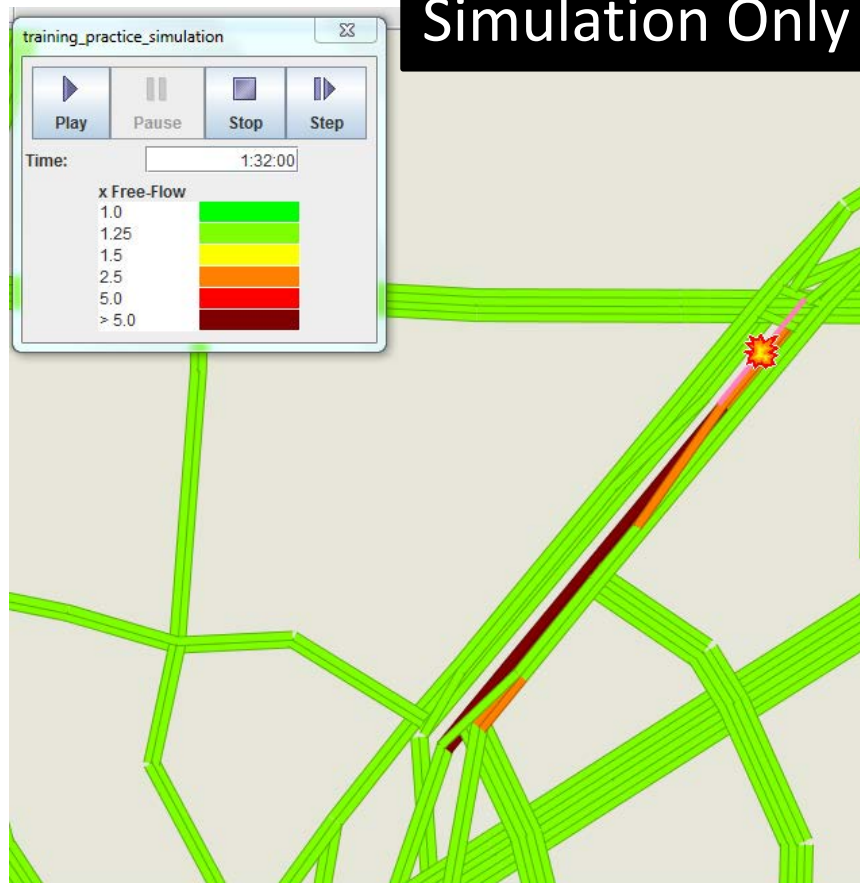 Simulation Only
training_practice_simulation
Play
Pause
Stop
Step
Time:
1:32:00
x Free-Flow
1.0
1.25
1.5
2.5
5.0
> 5.0